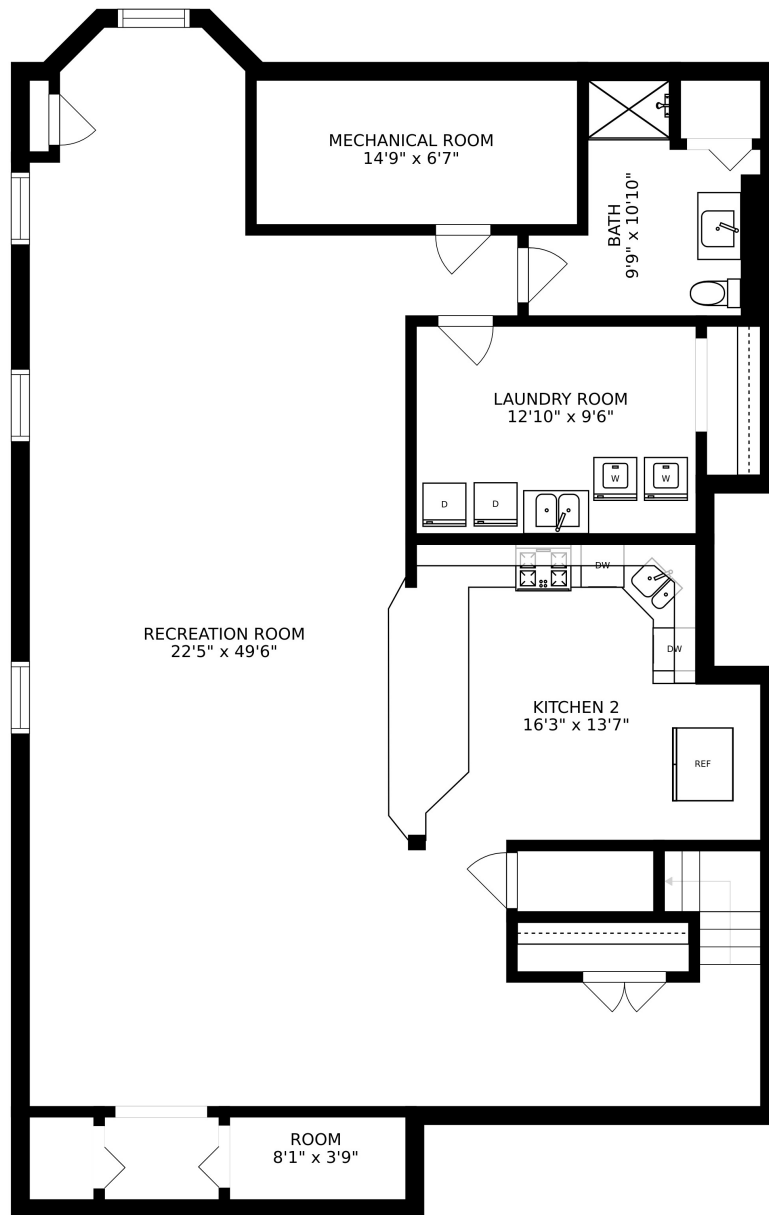 MECHANICAL ROOM
14'9" x 6'7"
BATH
9'9" x 10'10"
LAUNDRY ROOM
12'10" x 9'6"
D
D
W
W
DW
DW
RECREATION ROOM
22'5" x 49'6"
KITCHEN 2
16'3" x 13'7"
REF
ROOM
8'1" x 3'9"